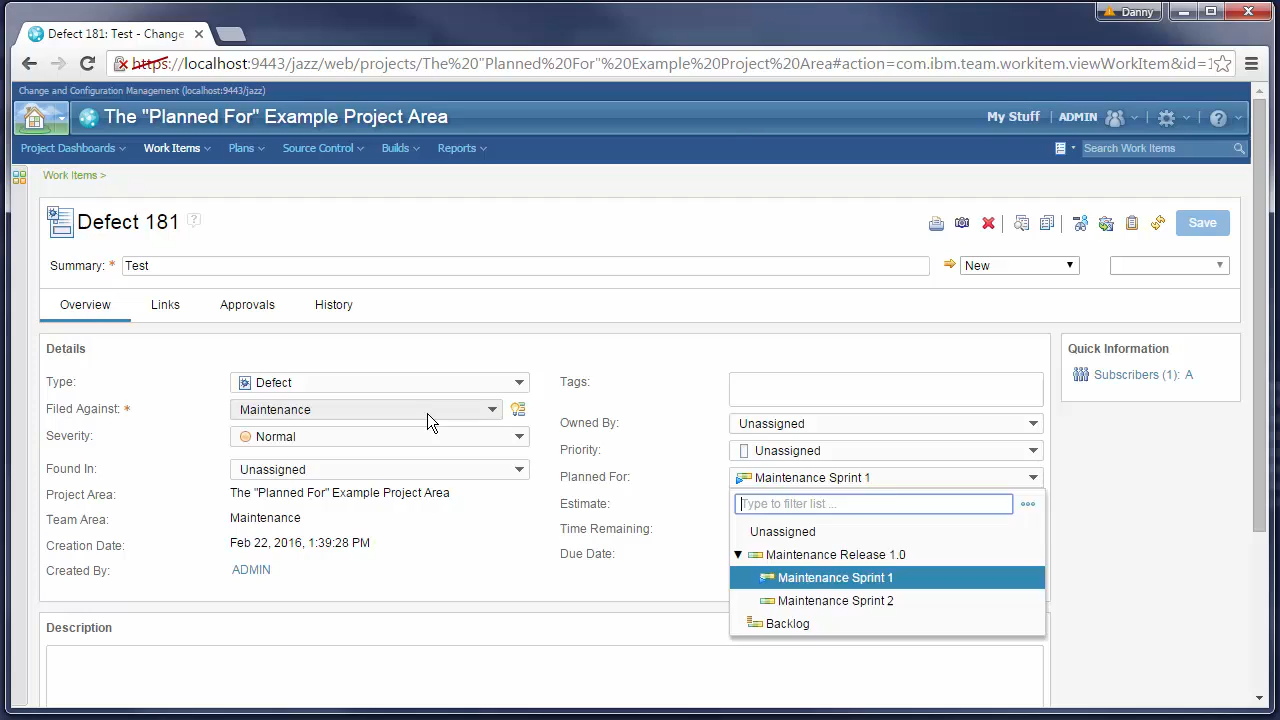 Danny
Defect 181: Test - Change
https://localhost:9443/jazz/web/projects/The%20"Planned%20For"%20Example%20Project%20Area#action=com.ibm.team.workitem.viewWorkItem&id=1
Change and Configuration Management (localhost:9443/jazz)
The "Planned For" Example Project Area
My Stuff ADMIN
Project Dashboards Work Items Plans Source Control Builds Reports Search Work Items
Work Items >
Defect 181 ? Save
Summary: * Test New
Overview Links Approvals History
Details
Quick Information
Type: Defect
Subscribers (1): A
Filed Against: * Maintenance
Severity: Normal
Found In: Unassigned
Project Area: The "Planned For" Example Project Area
Team Area: Maintenance
Creation Date: Feb 22, 2016, 1:39:28 PM
Created By: ADMIN
Tags:
Owned By: Unassigned
Priority: Unassigned
Planned For: Maintenance Sprint 1
Estimate: Type to filter list ...
Time Remaining: Unassigned
Due Date: Maintenance Release 1.0
Maintenance Sprint 1
Maintenance Sprint 2
Backlog
Description